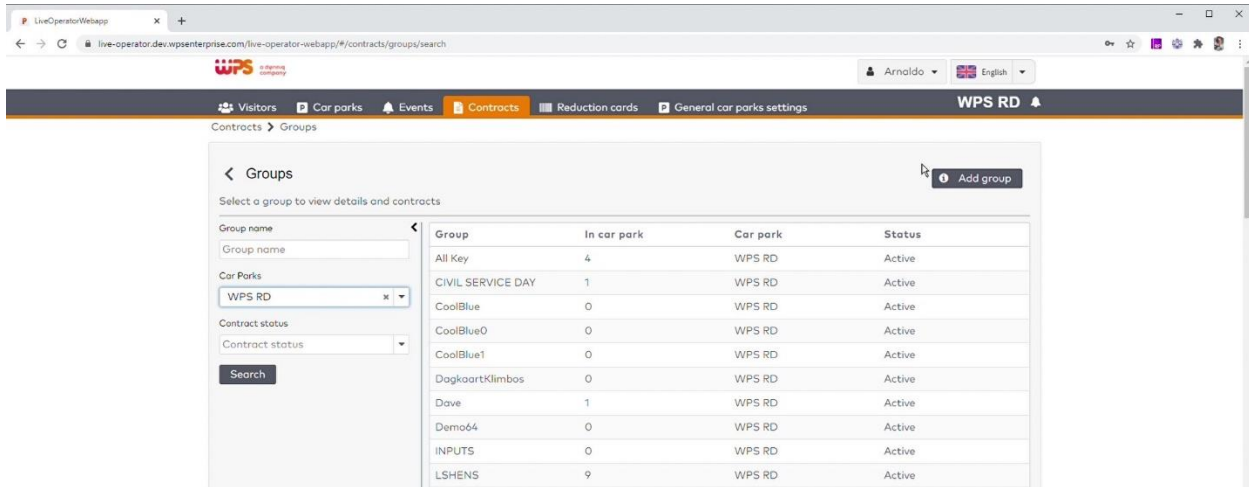 LiveOperatorWebapp
live-operator.dev.wpsenterprise.com/live-operator-webapp/#/contracts/groups/search
WPS
Arnaldo
English
Visitors Car parks Events Contracts Reduction cards General car parks settings WPS RD
Contracts > Groups
Groups
Add group
Select a group to view details and contracts
Group name
Group name
Car Parks
WPS RD
Contract status
Contract status
Search
Group In car park Car park Status
All Key 4 WPS RD Active
CIVIL SERVICE DAY 1 WPS RD Active
CoolBlue 0 WPS RD Active
CoolBlue0 0 WPS RD Active
CoolBlue1 0 WPS RD Active
DagkaartKlimbos 0 WPS RD Active
Dave 1 WPS RD Active
Demo64 0 WPS RD Active
INPUTS 0 WPS RD Active
LSHENS 9 WPS RD Active